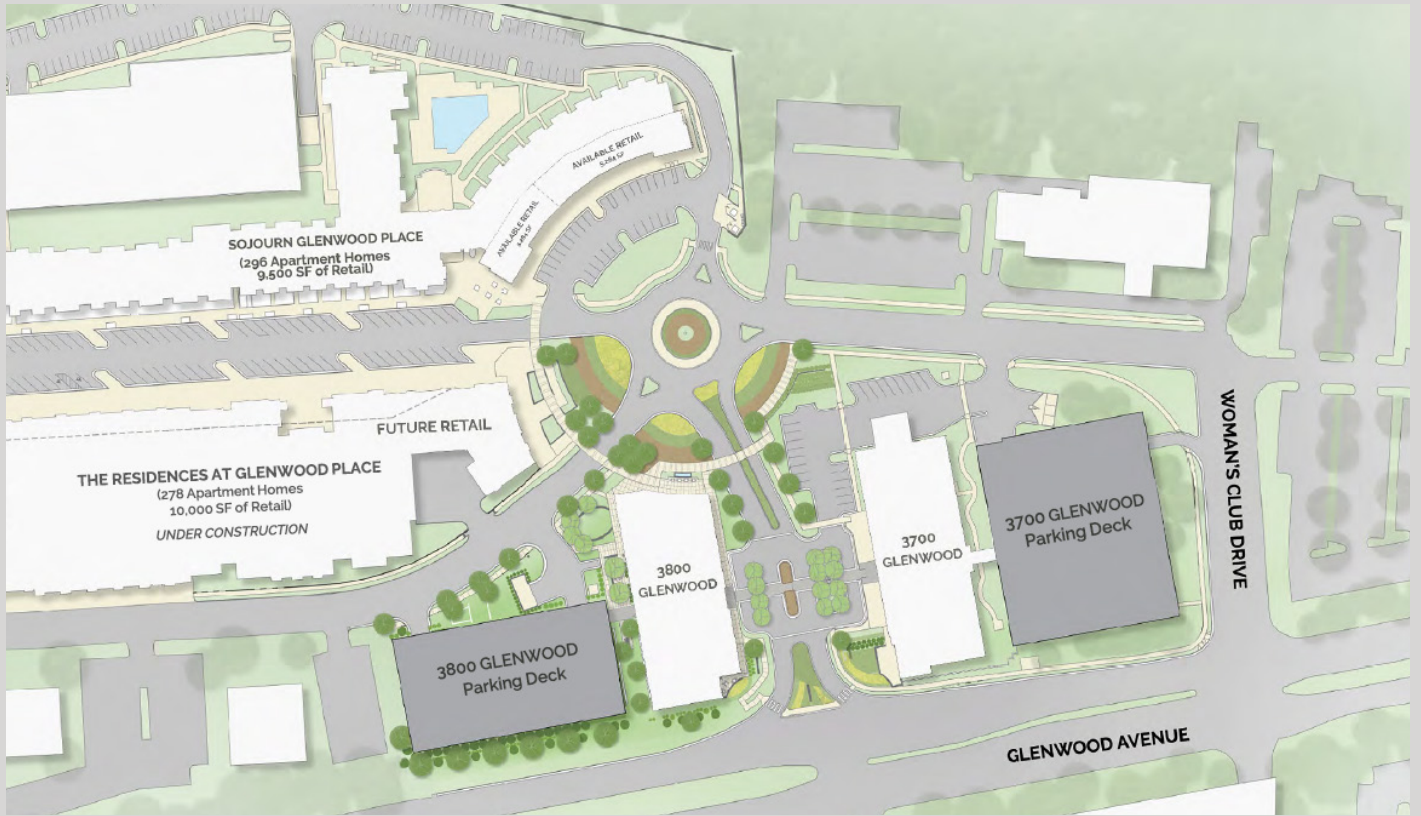 AVAILABLE RETAIL
AVAILABLE RETAIL
SOJOURN GLENWOOD PLACE
(296 Apartment Homes
9,500 SF of Retail)
FUTURE RETAIL
THE RESIDENCES AT GLENWOOD PLACE
(278 Apartment Homes
10,000 SF of Retail)
UNDER CONSTRUCTION
3800
GLENWOOD
3800 GLENWOOD
Parking Deck
3700
GLENWOOD
3700 GLENWOOD
Parking Deck
WOMAN'S CLUB DRIVE
GLENWOOD AVENUE